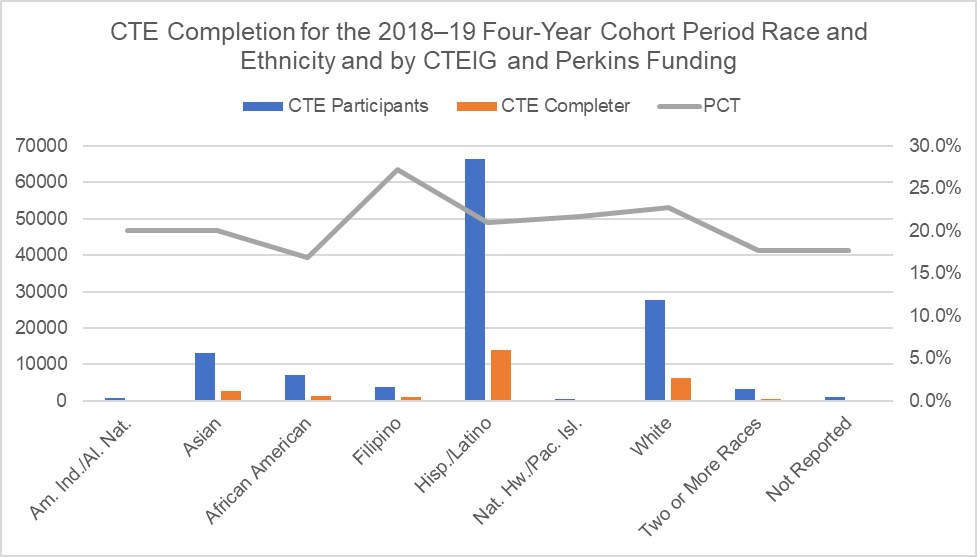 CTE Completion for the 2018–19 Four-Year Cohort Period Race and
Ethnicity and by CTEIG and Perkins Funding
CTE Participants
CTE Completer
PCT
70000
60000
50000
40000
30000
20000
10000
0
30.0%
25.0%
20.0%
15.0%
10.0%
5.0%
0.0%
Am. Ind./Al. Nat.
Asian
African American
Filipino
Hisp./Latino
Nat. Hw./Pac. Isl.
White
Two or More Races
Not Reported